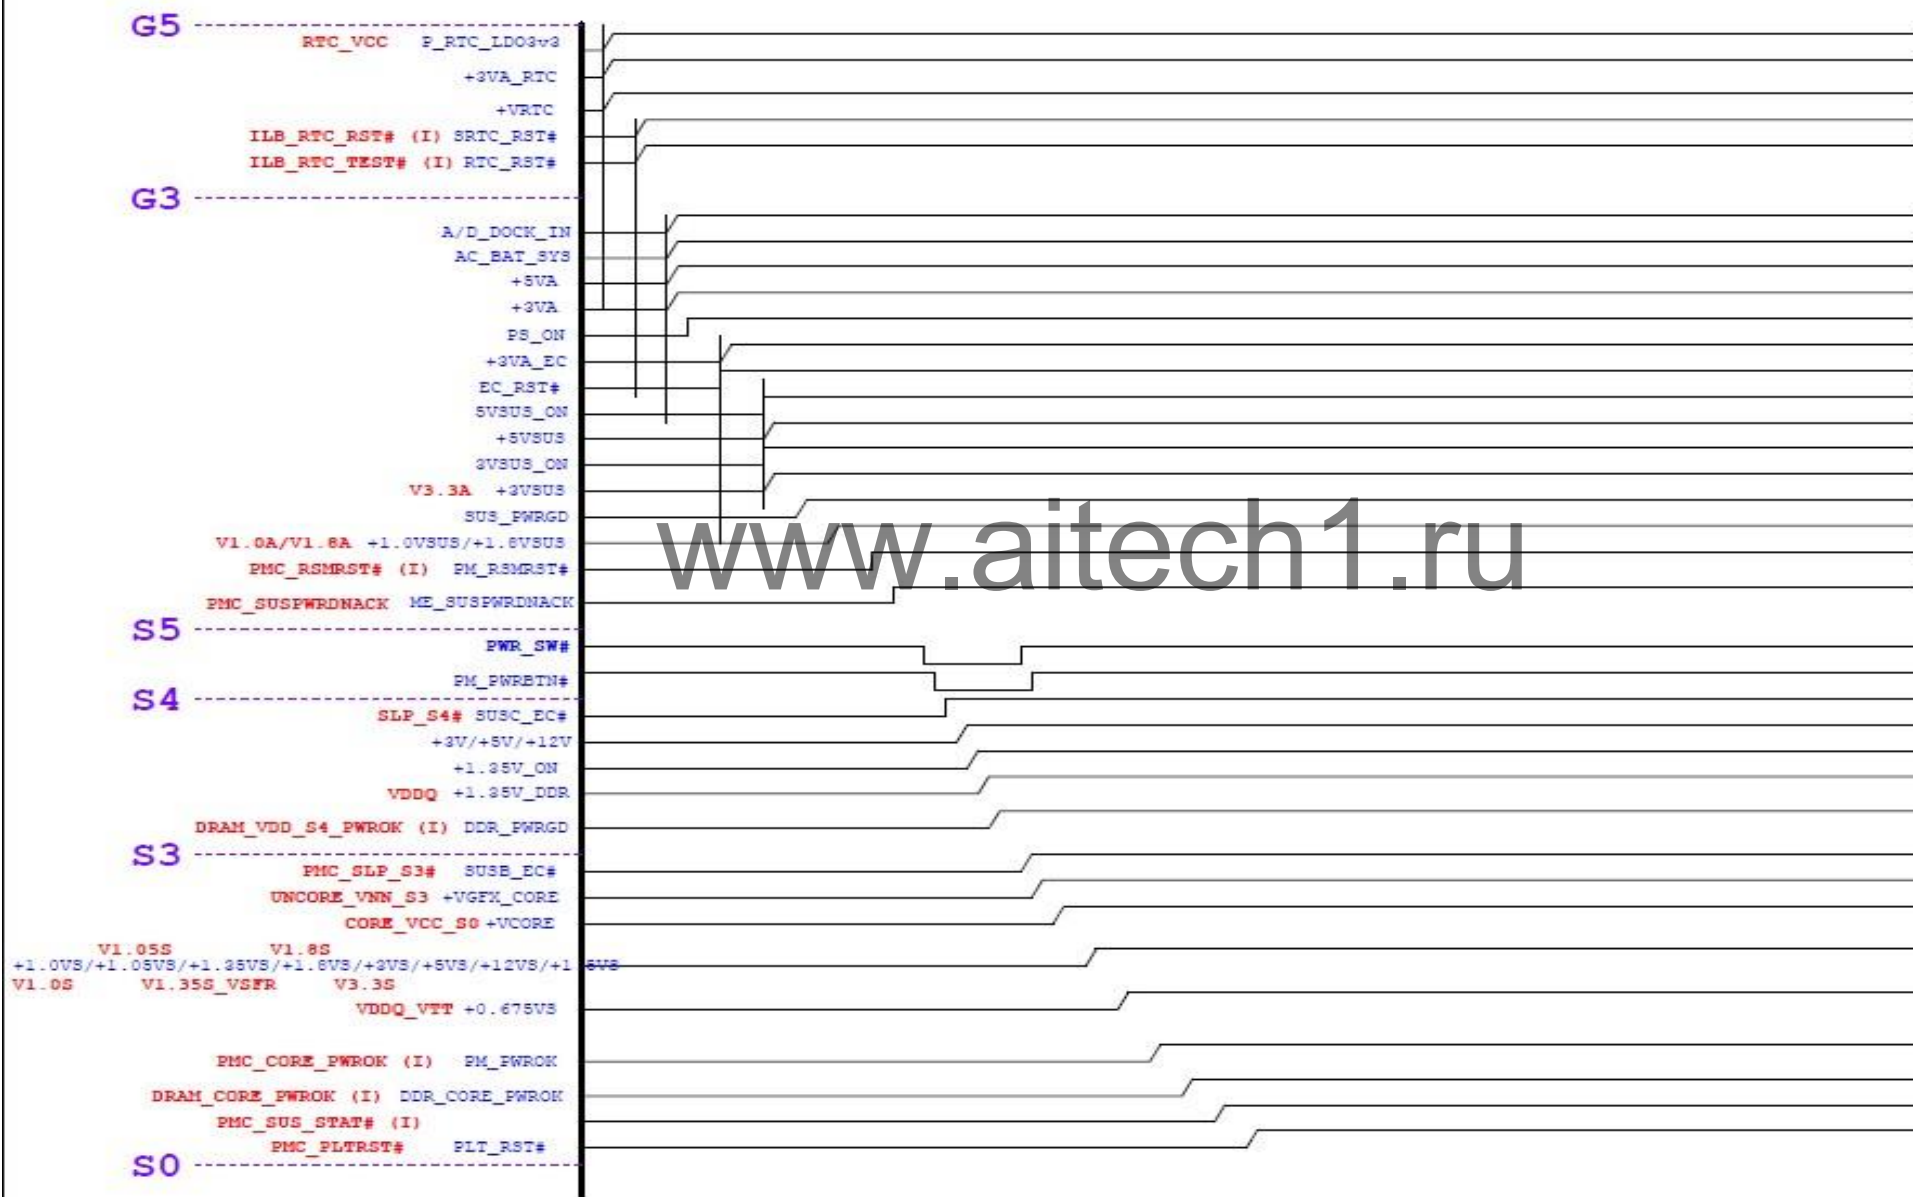 G5
RTC_VCC P_RTC_LDO3v3
+3VA_RTC
+VRTC
ILB_RTC_RST# (I) SRTC_RST#
ILB_RTC_TEST# (I) RTC_RST#
G3
A/D_DOCK_IN
AC_BAT_SYS
+5VA
+3VA
PS_ON
+3VA_EC
EC_RST#
5VSUS_ON
+5VSUS
3VSUS_ON
V3.3A +3VSUS
SUS_PWRGD
www.aitech1.ru
V1.0A/V1.8A +1.0VSUS/+1.8VSUS
PMC_RSMRST# (I) PM_RSMRST#
PMC_SUSPWRDNACK ME_SUSPWRDNACK
S5
PWR_SW#
PM_PWRBTN#
S4
SLP_S4# SUSC_EC#
+3V/+5V/+12V
+1.35V_ON
VDDQ +1.35V_DDR
DRAM_VDD_S4_PWROK (I) DDR_PWRGD
S3
PMC_SLP_S3# SUSB_EC#
UNCORE_VNN_S3 +VGFX_CORE
CORE_VCC_S0 +VCORE
V1.05S V1.8S
+1.0VS/+1.05VS/+1.35VS/+1.8VS/+3VS/+5VS/+12VS/+1.5VS
V1.0S V1.35S_VSFR V3.3S
VDDQ_VTT +0.675VS
PMC_CORE_PWROK (I) PM_PWROK
DRAM_CORE_PWROK (I) DDR_CORE_PWROK
PMC_SUS_STAT# (I)
PMC_PLTRST# PLT_RST#
S0